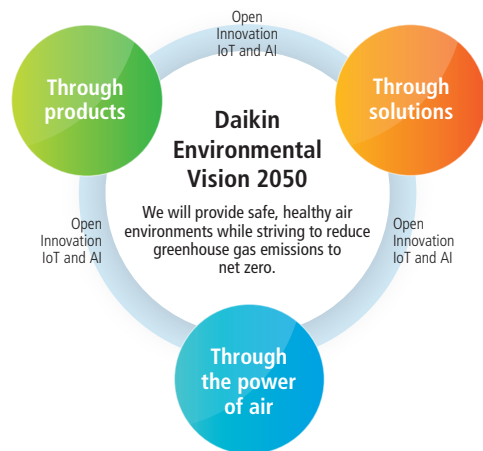 Open
Innovation
IoT and AI
Through
products
Through
solutions
Daikin
Environmental
Vision 2050
We will provide safe, healthy air
environments while striving to reduce
greenhouse gas emissions to
net zero.
Open
Innovation
IoT and AI
Open
Innovation
IoT and AI
Through
the power
of air